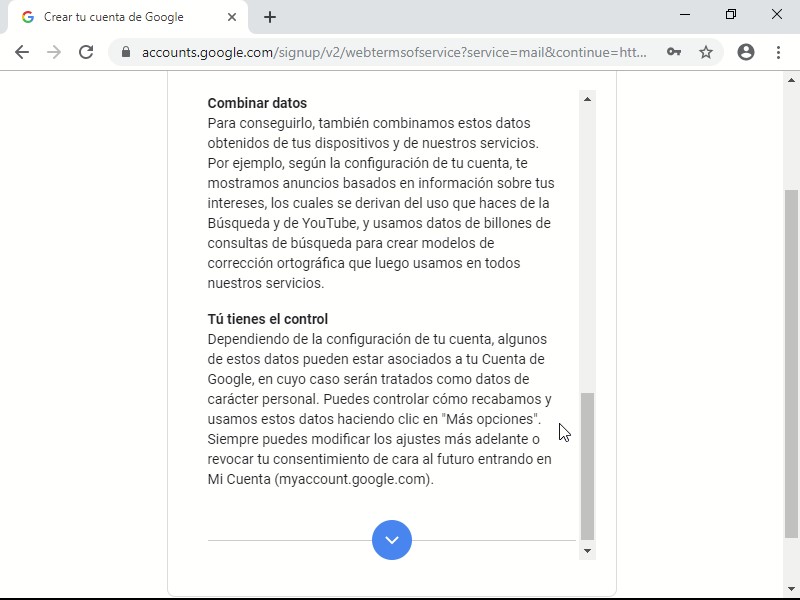 Crear tu cuenta de Google
accounts.google.com/signup/v2/webtermsofservice?service=mail&continue=htt...
Combinar datos
Para conseguirlo, también combinamos estos datos
obtenidos de tus dispositivos y de nuestros servicios.
Por ejemplo, según la configuración de tu cuenta, te
mostramos anuncios basados en información sobre tus
intereses, los cuales se derivan del uso que haces de la
Búsqueda y de YouTube, y usamos datos de billones de
consultas de búsqueda para crear modelos de
corrección ortográfica que luego usamos en todos
nuestros servicios.
Tú tienes el control
Dependiendo de la configuración de tu cuenta, algunos
de estos datos pueden estar asociados a tu Cuenta de
Google, en cuyo caso serán tratados como datos de
carácter personal. Puedes controlar cómo recabamos y
usamos estos datos haciendo clic en "Más opciones".
Siempre puedes modificar los ajustes más adelante o
revocar tu consentimiento de cara al futuro entrando en
Mi Cuenta (myaccount.google.com).